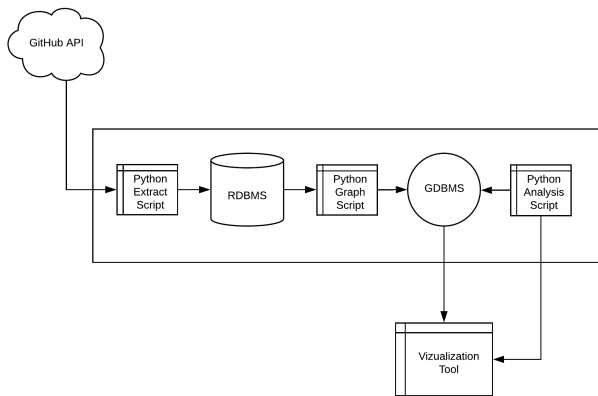 GitHub API
Python
Extract
Script
RDBMS
Python
Graph
Script
GDBMS
Python
Analysis
Script
Vizualization
Tool